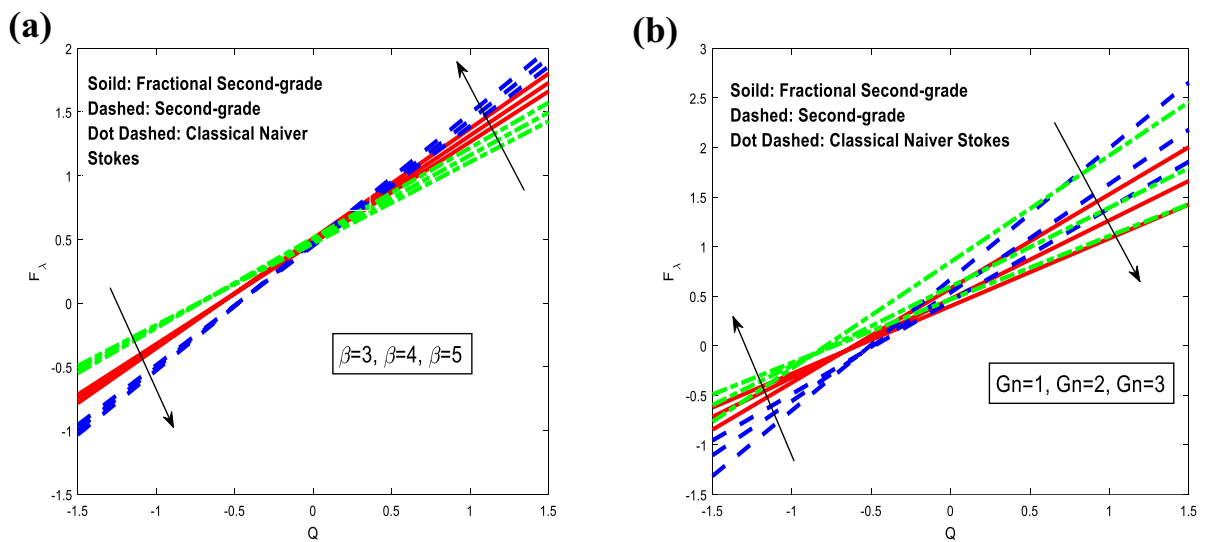 (a)
2
1.5
1
0.5
0
-0.5
-1
-1.5
F λ
Soild: Fractional Second-grade
Dashed: Second-grade
Dot Dashed: Classical Naiver
Stokes
β=3, β=4, β=5
-1.5 -1 -0.5 0 0.5 1 1.5
Q
(b)
3
2.5
2
1.5
1
0.5
0
-0.5
-1
-1.5
F λ
Soild: Fractional Second-grade
Dashed: Second-grade
Dot Dashed: Classical Naiver Stokes
Gn=1, Gn=2, Gn=3
-1.5 -1 -0.5 0 0.5 1 1.5
Q